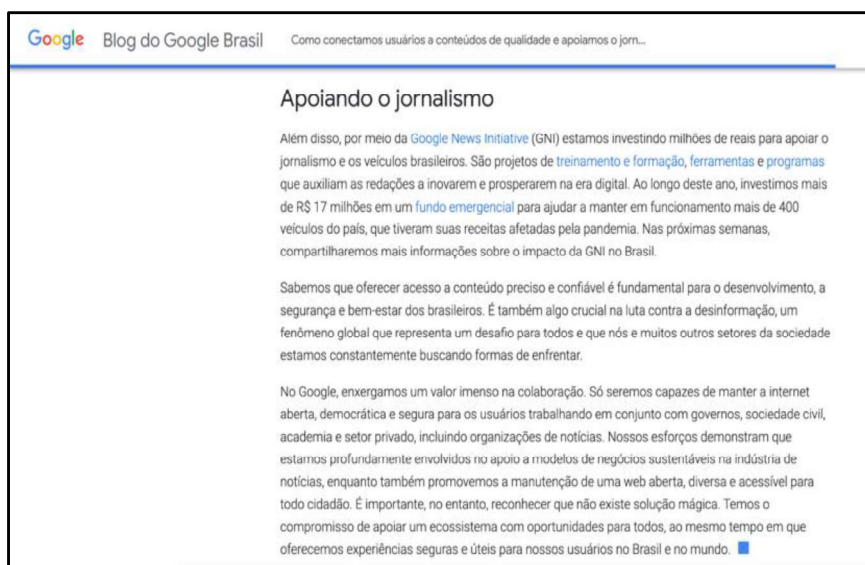 Google Blog do Google Brasil Como conectamos usuários a conteúdos de qualidade e apoiamos o jorn...
Apoiando o jornalismo
Além disso, por meio da Google News Initiative (GNI) estamos investindo milhões de reais para apoiar o
jornalismo e os veículos brasileiros. São projetos de treinamento e formação, ferramentas e programas
que auxiliam as redações a inovarem e prosperarem na era digital. Ao longo deste ano, investimos mais
de R$ 17 milhões em um fundo emergencial para ajudar a manter em funcionamento mais de 400
veículos do país, que tiveram suas receitas afetadas pela pandemia. Nas próximas semanas,
compartilharemos mais informações sobre o impacto da GNI no Brasil.
Sabemos que oferecer acesso a conteúdo preciso e confiável é fundamental para o desenvolvimento, a
segurança e bem-estar dos brasileiros. É também algo crucial na luta contra a desinformação, um
fenômeno global que representa um desafio para todos e que nós e muitos outros setores da sociedade
estamos constantemente buscando formas de enfrentar.
No Google, enxergamos um valor imenso na colaboração. Só seremos capazes de manter a internet
aberta, democrática e segura para os usuários trabalhando em conjunto com governos, sociedade civil,
academia e setor privado, incluindo organizações de notícias. Nossos esforços demonstram que
estamos profundamente envolvidos no apoio a modelos de negócios sustentáveis na indústria de
notícias, enquanto também promovemos a manutenção de uma web aberta, diversa e acessível para
todo cidadão. É importante, no entanto, reconhecer que não existe solução mágica. Temos o
compromisso de apoiar um ecossistema com oportunidades para todos, ao mesmo tempo em que
oferecemos experiências seguras e úteis para nossos usuários no Brasil e no mundo.